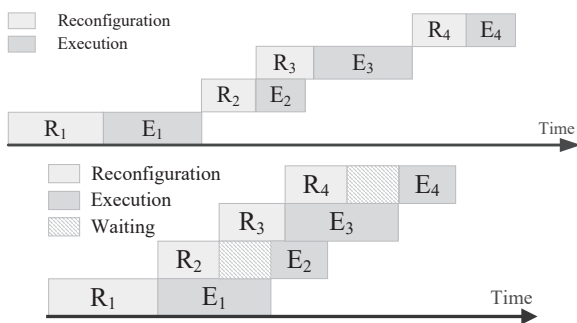 Reconfiguration
Execution
R4 E4
R3 E3
R2 E2
R1 E1
Time
Reconfiguration
Execution
Waiting
R4 E4
R3 E3
R2 E2
R1 E1
Time